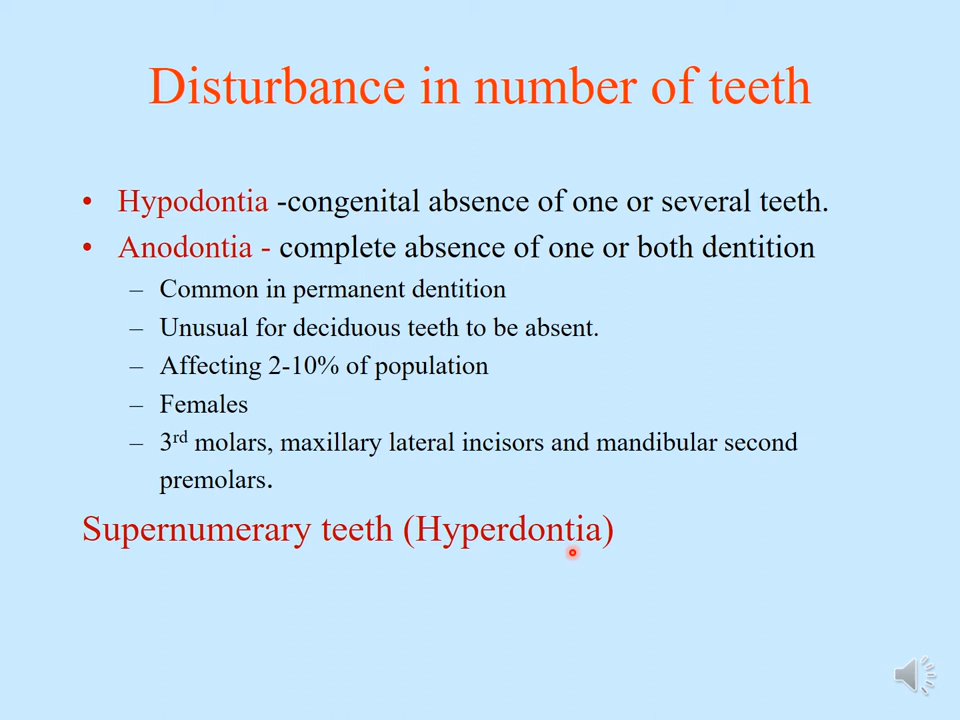 Disturbance in number of teeth
• Hypodontia -congenital absence of one or several teeth.
• Anodontia - complete absence of one or both dentition
– Common in permanent dentition
– Unusual for deciduous teeth to be absent.
– Affecting 2-10% of population
– Females
– 3rd molars, maxillary lateral incisors and mandibular second
premolars.
Supernumerary teeth (Hyperdontia)